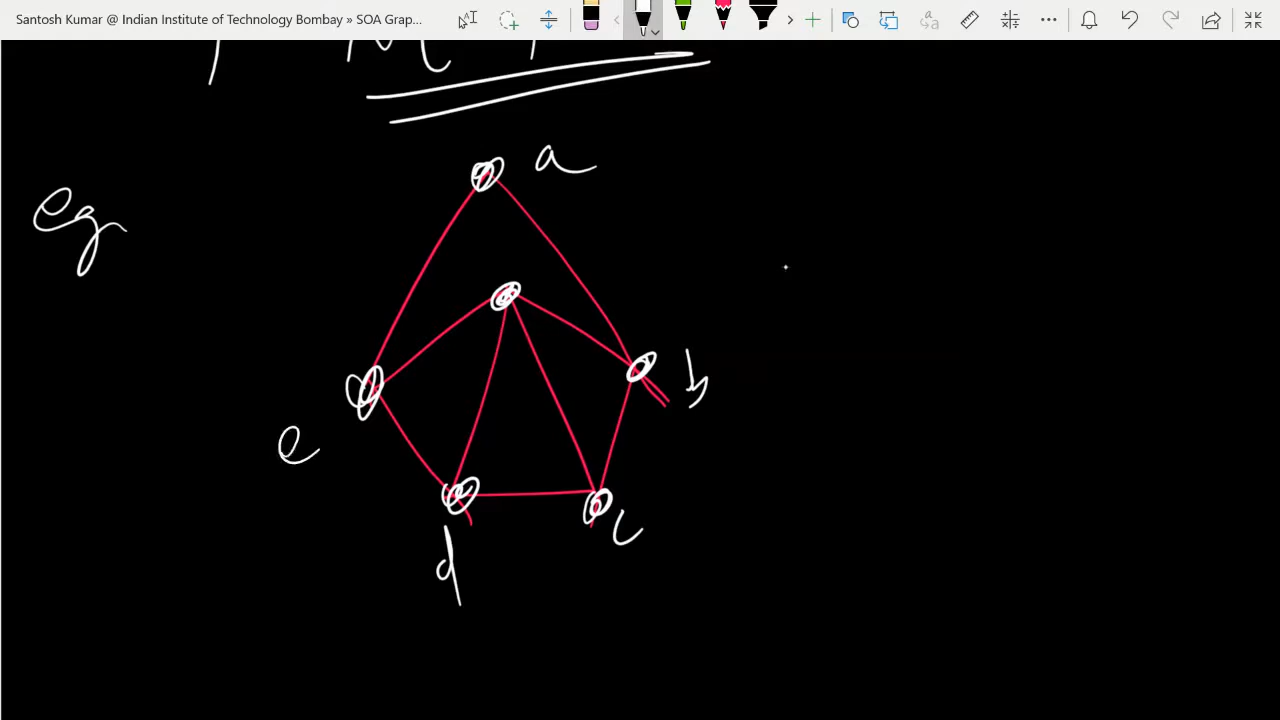 Santosh Kumar @ Indian Institute of Technology Bombay » SOA Grap...
eg
a
b
e
c
d